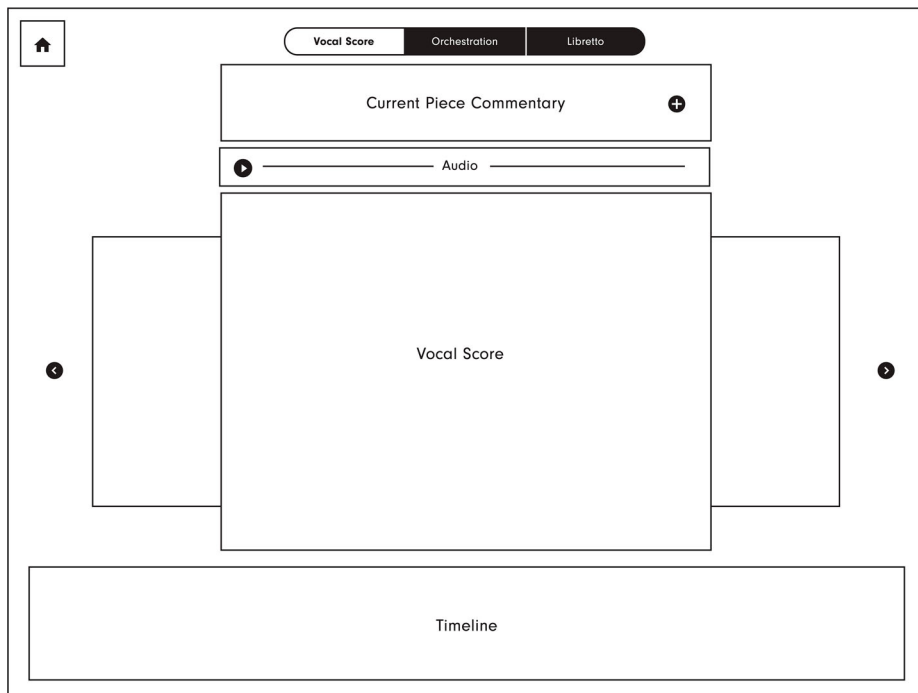 Vocal Score
Orchestration
Libretto
Current Piece Commentary
Audio
Vocal Score
Timeline